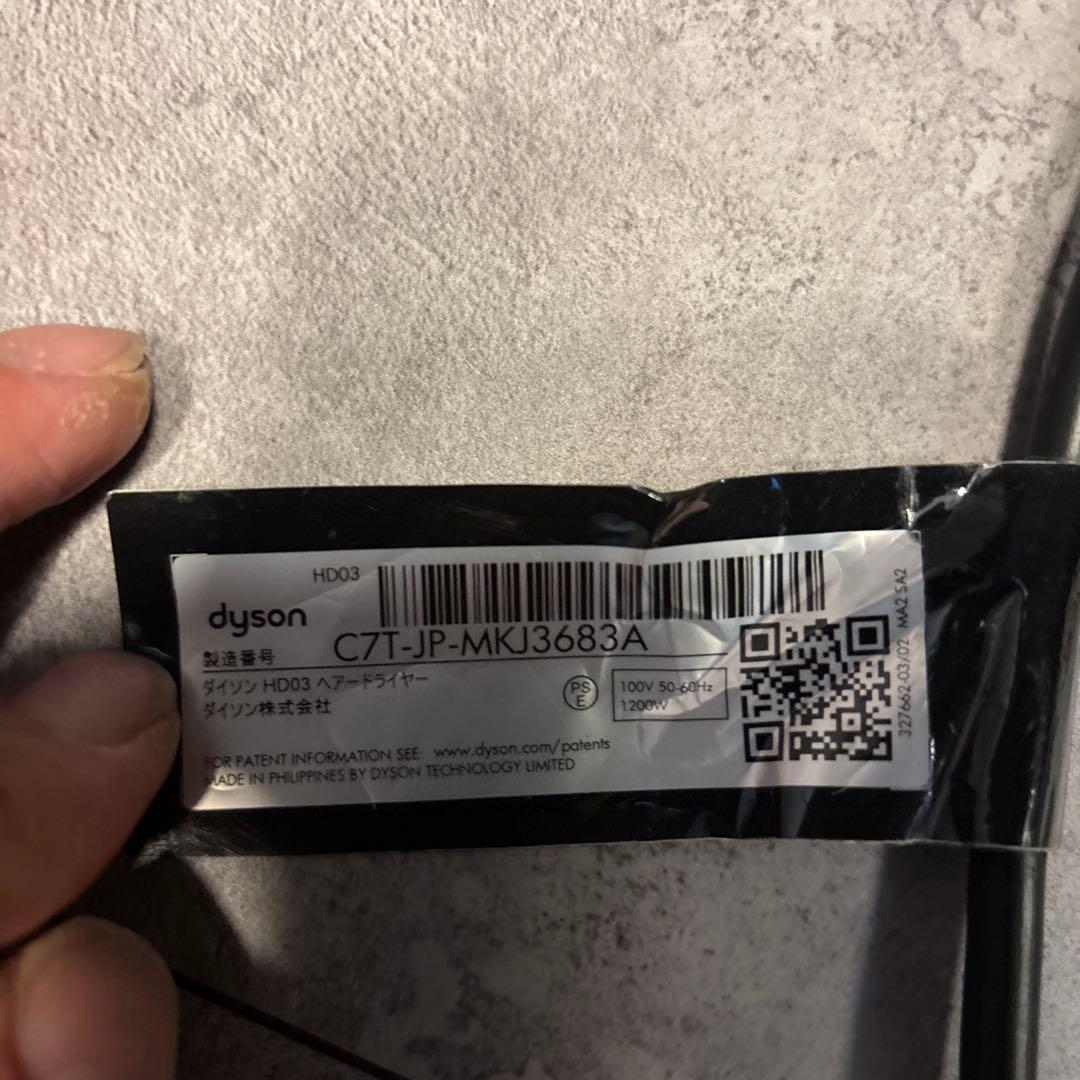 HD03
dyson
製造番号 C7T-JP-MKJ3683A
ダイソン HD03 ヘアードライヤー
ダイソン株式会社
PS
E
100V 50-60Hz
1200W
FOR PATENT INFORMATION SEE: www.dyson.com/patents
MADE IN PHILIPPINES BY DYSON TECHNOLOGY LIMITED
327662-03/02 MA2 SA2